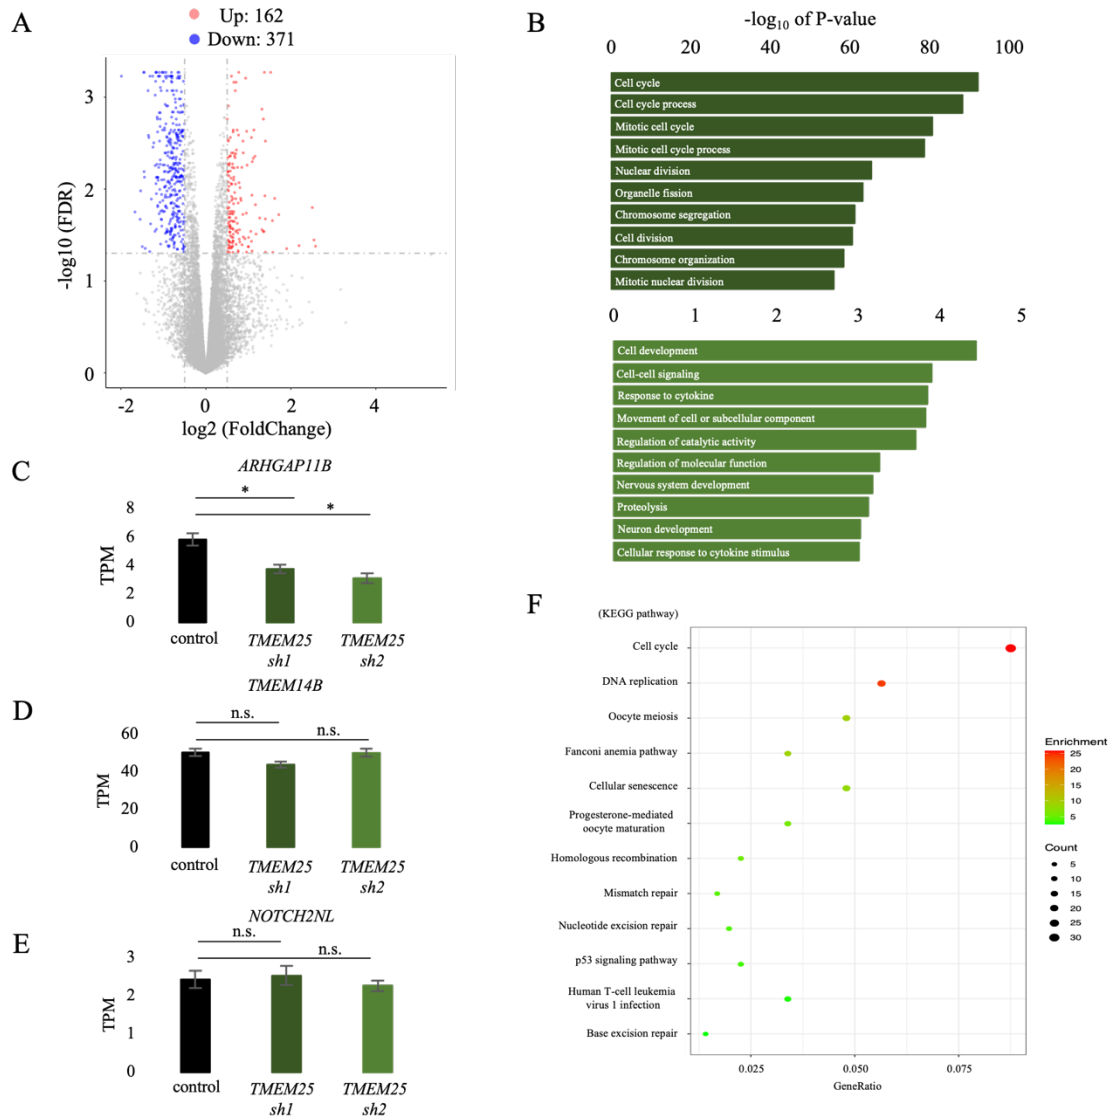 A
Up: 162
Down: 371
3
2
1
0
-log10 (FDR)
-2
0
2
4
log2 (FoldChange)
B
-log10 of P-value
0 20 40 60 80 100
Cell cycle
Cell cycle process
Mitotic cell cycle
Mitotic cell cycle process
Nuclear division
Organelle fission
Chromosome segregation
Cell division
Chromosome organization
Mitotic nuclear division
0 1 2 3 4 5
Cell development
Cell-cell signaling
Response to cytokine
Movement of cell or subcellular component
Regulation of catalytic activity
Regulation of molecular function
Nervous system development
Proteolysis
Neuron development
Cellular response to cytokine stimulus
C
ARHGAP11B
*
*
8
6
4
2
0
TPM
control
TMEM25
sh1
TMEM25
sh2
D
TMEM14B
n.s.
n.s.
60
40
20
0
TPM
control
TMEM25
sh1
TMEM25
sh2
E
NOTCH2NL
n.s.
n.s.
3
2
1
0
TPM
control
TMEM25
sh1
TMEM25
sh2
F
(KEGG pathway)
Cell cycle
DNA replication
Oocyte meiosis
Fanconi anemia pathway
Cellular senescence
Progesterone-mediated
oocyte maturation
Homologous recombination
Mismatch repair
Nucleotide excision repair
p53 signaling pathway
Human T-cell leukemia
virus 1 infection
Base excision repair
0.025
0.050
0.075
GeneRatio
Enrichment
25
20
15
10
5
Count
5
10
15
20
25
30